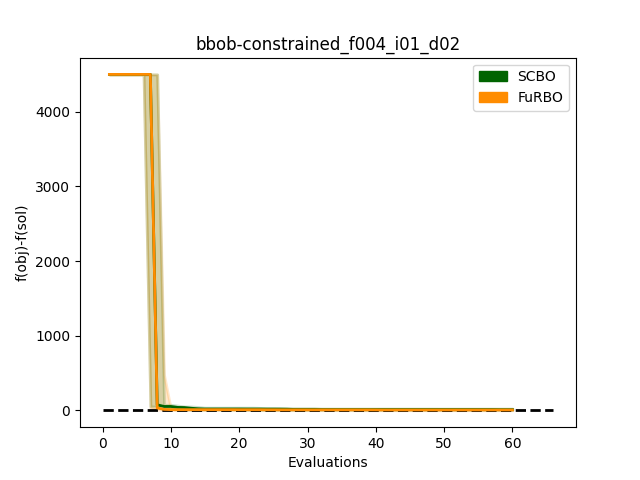 bbob-constrained_f004_i01_d02
SCBO
FuRBO
4000
3000
2000
1000
0
f(obj)-f(sol)
0 10 20 30 40 50 60
Evaluations